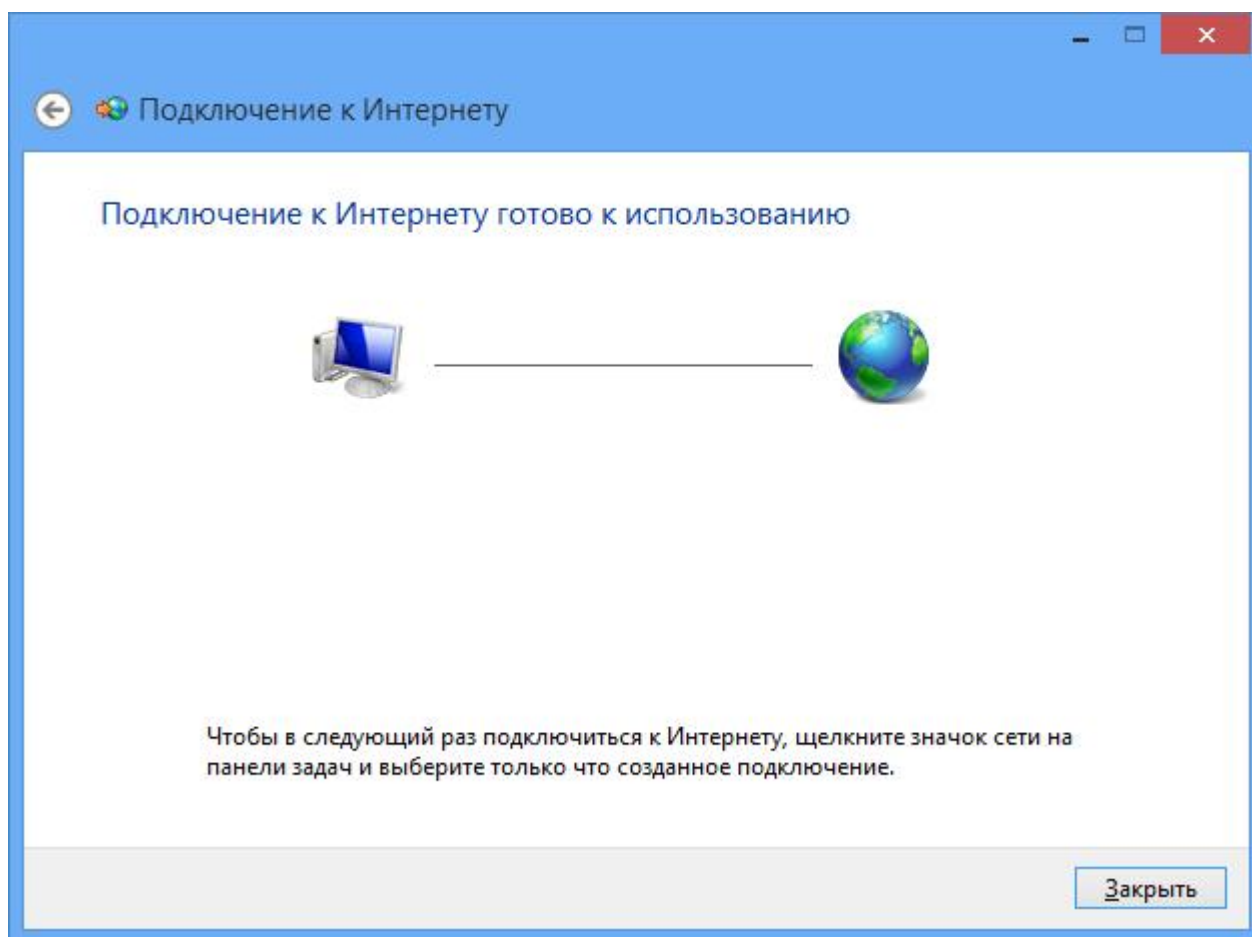 Подключение к Интернету
Подключение к Интернету готово к использованию
Чтобы в следующий раз подключиться к Интернету, щелкните значок сети на
панели задач и выберите только что созданное подключение.
Закрыть